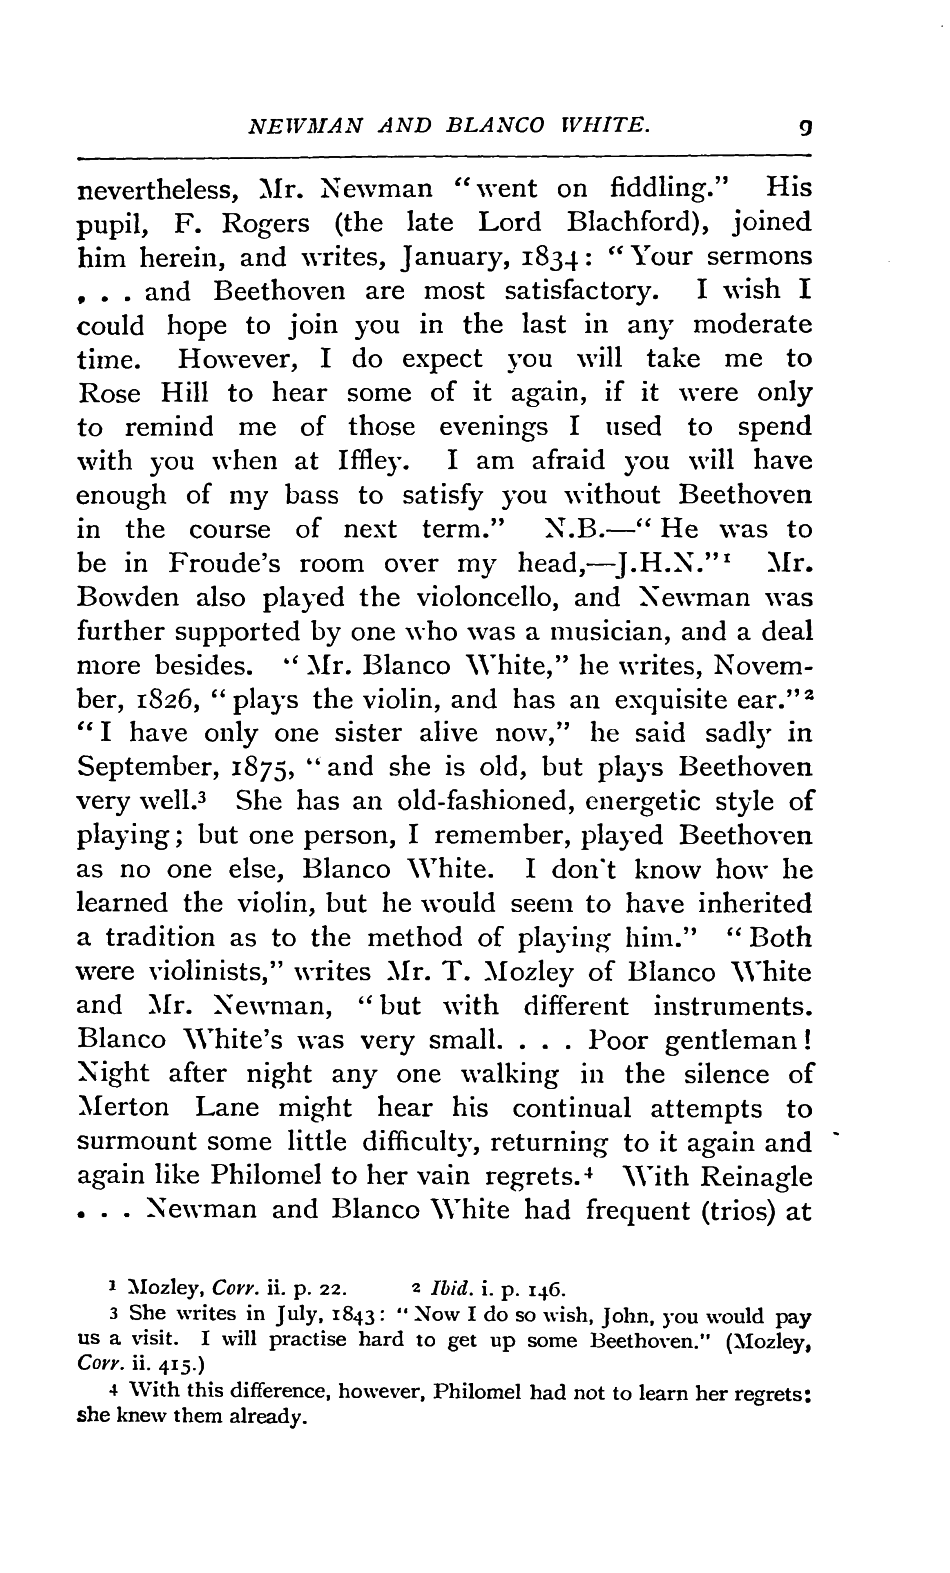 NEWMAN AND BLANCO WHITE. 9
nevertheless, Mr. Newman “went on fiddling.” His
pupil, F. Rogers (the late Lord Blachford), joined
him herein, and writes, January, 1834: “Your sermons
. . . and Beethoven are most satisfactory. I wish I
could hope to join you in the last in any moderate
time. However, I do expect you will take me to
Rose Hill to hear some of it again, if it were only
to remind me of those evenings I used to spend
with you when at Iffley. I am afraid you will have
enough of my bass to satisfy you without Beethoven
in the course of next term.” N.B.—“He was to
be in Froude’s room over my head,—J.H.N.”¹ Mr.
Bowden also played the violoncello, and Newman was
further supported by one who was a musician, and a deal
more besides. “Mr. Blanco White,” he writes, Novem-
ber, 1826, “plays the violin, and has an exquisite ear.”²
“I have only one sister alive now,” he said sadly in
September, 1875, “and she is old, but plays Beethoven
very well.³ She has an old-fashioned, energetic style of
playing; but one person, I remember, played Beethoven
as no one else, Blanco White. I don’t know how he
learned the violin, but he would seem to have inherited
a tradition as to the method of playing him.” “Both
were violinists,” writes Mr. T. Mozley of Blanco White
and Mr. Newman, “but with different instruments.
Blanco White’s was very small. . . . Poor gentleman!
Night after night any one walking in the silence of
Merton Lane might hear his continual attempts to
surmount some little difficulty, returning to it again and
again like Philomel to her vain regrets.⁴ With Reinagle
. . . Newman and Blanco White had frequent (trios) at
1 Mozley, Corr. ii. p. 22. 2 Ibid. i. p. 146.
3 She writes in July, 1843: “Now I do so wish, John, you would pay
us a visit. I will practise hard to get up some Beethoven.” (Mozley,
Corr. ii. 415.)
4 With this difference, however, Philomel had not to learn her regrets:
she knew them already.